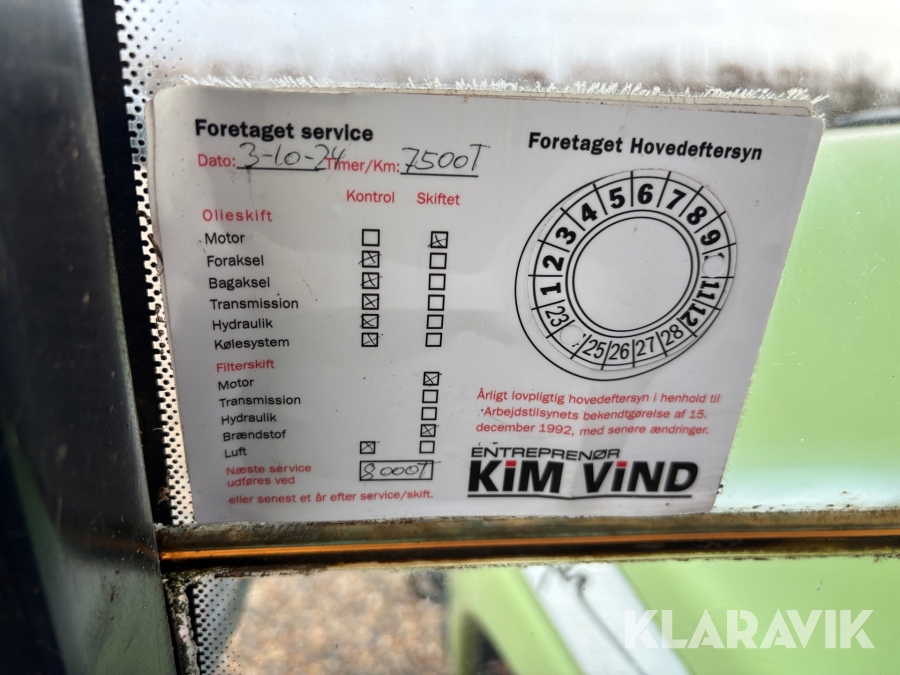 Foretaget service
Dato: 3-10-24 Timer/Km: 7500T
Kontrol Skiftet
Olieskift
Motor
Foraksel
Bagaksel
Transmission
Hydraulik
Kølesystem
Filterskift
Motor
Transmission
Hydraulik
Brændstof
Luft
Næste service
udføres ved 8000T
eller senest et år efter service/skift.
Foretaget Hovedeftersyn
1 2 3 4 5 6 7 8 9 11 12
23 25 26 27 28
Årligt lovpligtig hovedeftersyn i henhold til
Arbejdstilsynets bekendtgørelse af 15.
december 1992, med senere ændringer.
ENTREPRENØR
KiM ViND
KLARAVIK